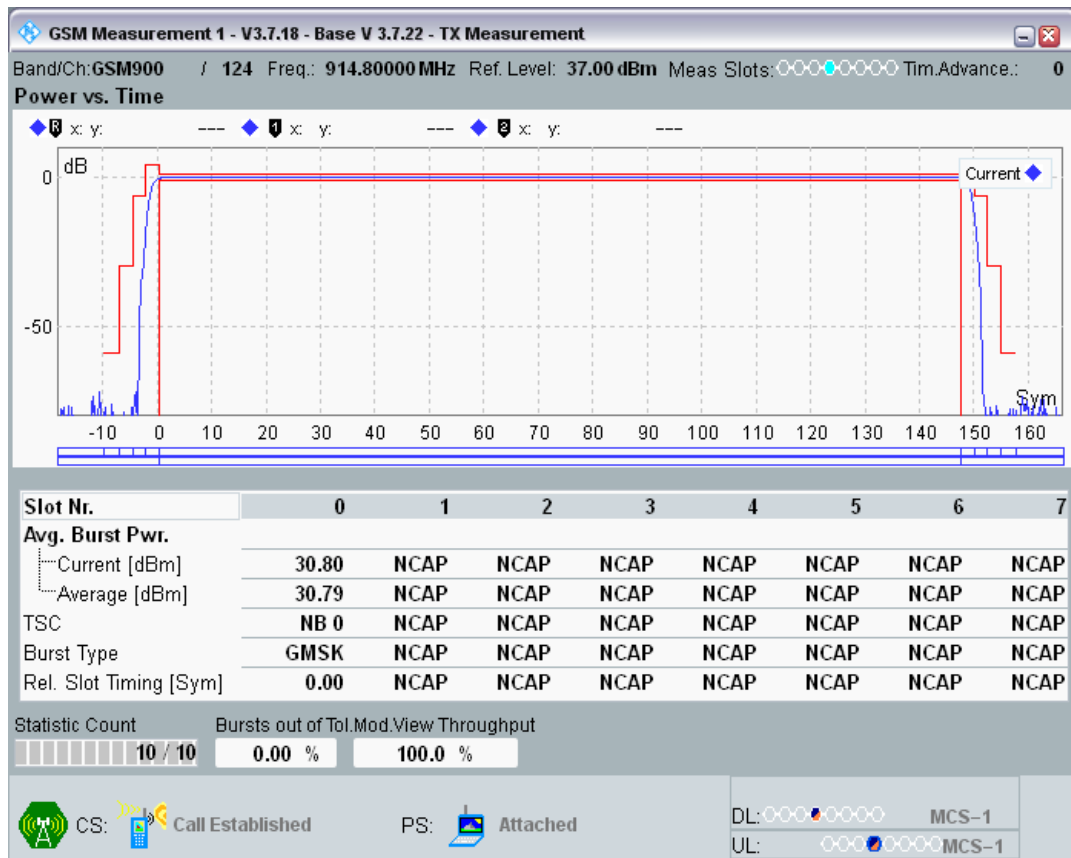 GSM Measurement 1 - V3.7.18 - Base V 3.7.22 - TX Measurement
Band/Ch:GSM900 / 124 Freq.: 914.80000 MHz Ref. Level: 37.00 dBm Meas Slots: Tim.Advance.: 0
Power vs. Time
R x: y: --- 1 x: y: --- 2 x: y: ---
dB
Current
0
-50
Sym
-10 0 10 20 30 40 50 60 70 80 90 100 110 120 130 140 150 160
Slot Nr. 0 1 2 3 4 5 6 7
Avg. Burst Pwr.
Current [dBm] 30.80 NCAP NCAP NCAP NCAP NCAP NCAP NCAP
Average [dBm] 30.79 NCAP NCAP NCAP NCAP NCAP NCAP NCAP
TSC NB 0 NCAP NCAP NCAP NCAP NCAP NCAP NCAP
Burst Type GMSK NCAP NCAP NCAP NCAP NCAP NCAP NCAP
Rel. Slot Timing [Sym] 0.00 NCAP NCAP NCAP NCAP NCAP NCAP NCAP
Statistic Count Bursts out of Tol.Mod.View Throughput
10 / 10 0.00 % 100.0 %
CS: Call Established PS: Attached
DL: MCS-1
UL: MCS-1